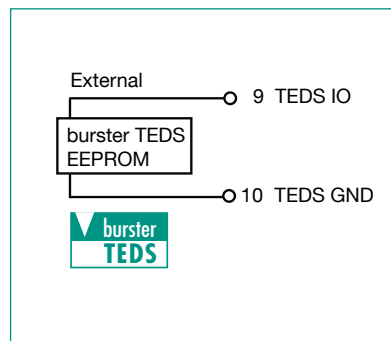 External
9 TEDS IO
burster TEDS
EEPROM
10 TEDS GND
burster
TEDS